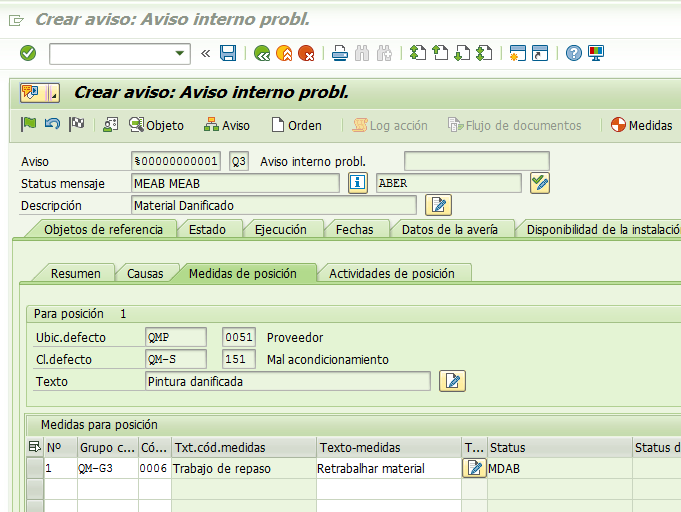 Crear aviso: Aviso interno probl.
Crear aviso: Aviso interno probl.
Objeto Aviso Orden Log acción Flujo de documentos Medidas
Aviso %00000000001 Q3 Aviso interno probl.
Status mensaje MEAB MEAB ABER
Descripción Material Danificado
Objetos de referencia Estado Ejecución Fechas Datos de la avería Disponibilidad de la instalació
Resumen Causas Medidas de posición Actividades de posición
Para posición 1
Ubic.defecto QMP 0051 Proveedor
Cl.defecto QM-S 151 Mal acondicionamiento
Texto Pintura danificada
Medidas para posición
Nº Grupo c... Có... Txt.cód.medidas Texto-medidas T... Status Status d
1 QM-G3 0006 Trabajo de repaso Retrabalhar material MDAB